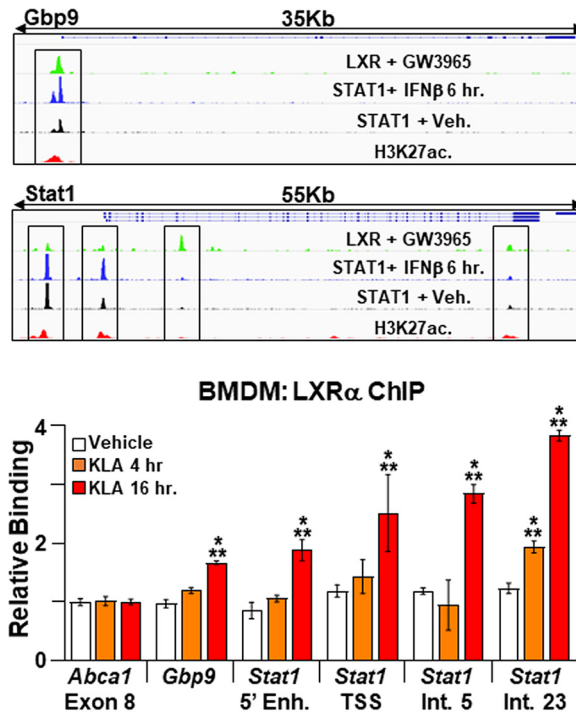 Gbp9 35Kb
LXR + GW3965
STAT1+ IFNβ 6 hr.
STAT1 + Veh.
H3K27ac.
Stat1 55Kb
LXR + GW3965
STAT1+ IFNβ 6 hr.
STAT1 + Veh.
H3K27ac.
BMDM: LXRα ChIP
Relative Binding
4
2
0
Vehicle
KLA 4 hr
KLA 16 hr.
*
**
*
**
*
**
*
**
*
**
*
**
Abca1 Gbp9 Stat1 Stat1 Stat1 Stat1
Exon 8 5' Enh. TSS Int. 5 Int. 23